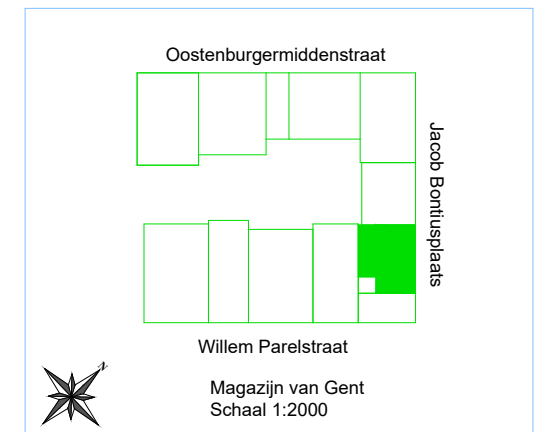 Oostenburgermiddenstraat
Jacob Bontiusplaats
Willem Parelstraat
N
Magazijn van Gent
Schaal 1:2000